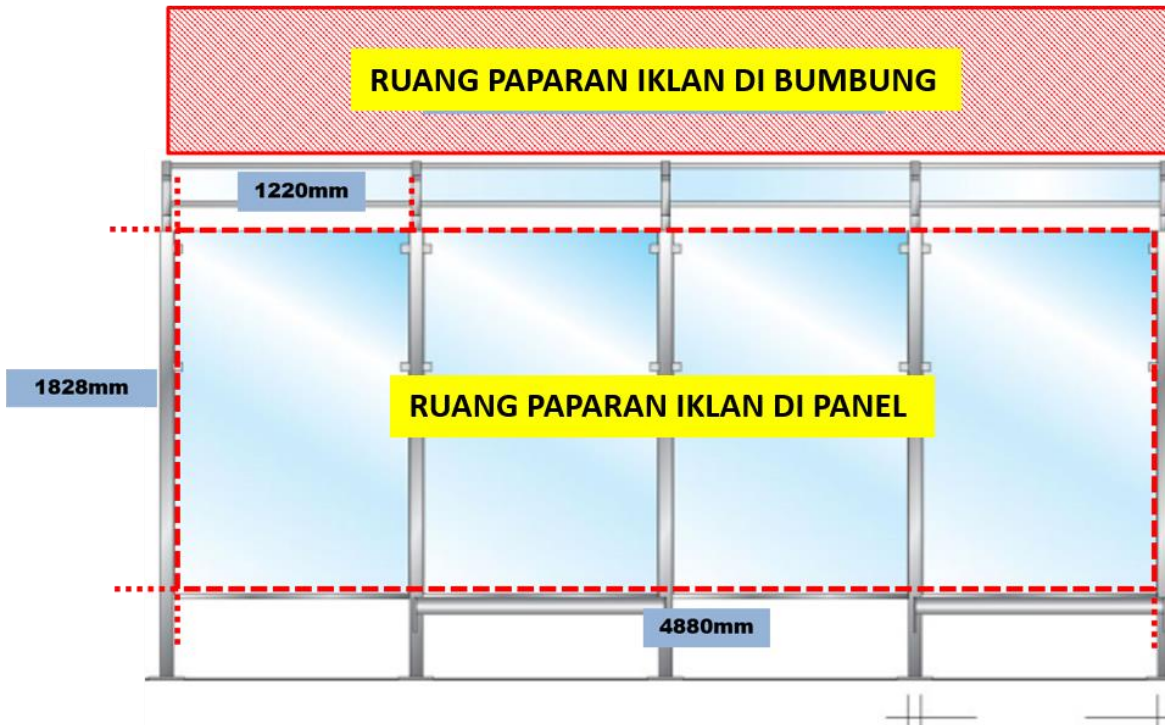 RUANG PAPARAN IKLAN DI BUMBUNG
1220mm
1828mm
RUANG PAPARAN IKLAN DI PANEL
4880mm